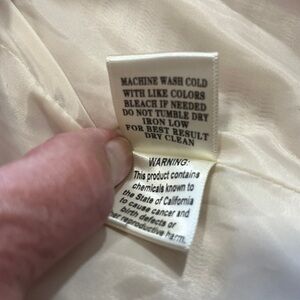 MACHINE WASH COLD
WITH LIKE COLORS
BLEACH IF NEEDED
DO NOT TUMBLE DRY
IRON LOW
FOR BEST RESULT
DRY CLEAN
WARNING:
This product contains
chemicals known to
the State of California
to cause cancer and
birth defects or
er reproductive harm.